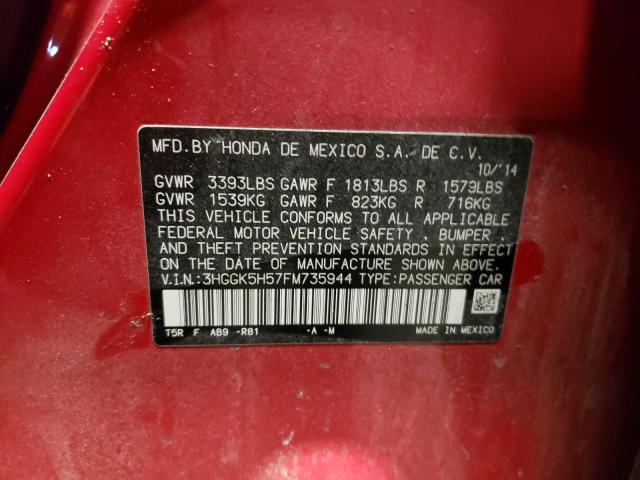 MFD.BY HONDA DE MEXICO S.A. DE C.V.
10/'14
GVWR 3393LBS GAWR F 1813LBS R 1579LBS
GVWR 1539KG GAWR F 823KG R 716KG
THIS VEHICLE CONFORMS TO ALL APPLICABLE
FEDERAL MOTOR VEHICLE SAFETY , BUMPER ,
AND THEFT PREVENTION STANDARDS IN EFFECT
ON THE DATE OF MANUFACTURE SHOWN ABOVE.
V.I.N.:3HGGK5H57FM735944 TYPE:PASSENGER CAR
T5R F AB9 -R81 -A -M MADE IN MEXICO